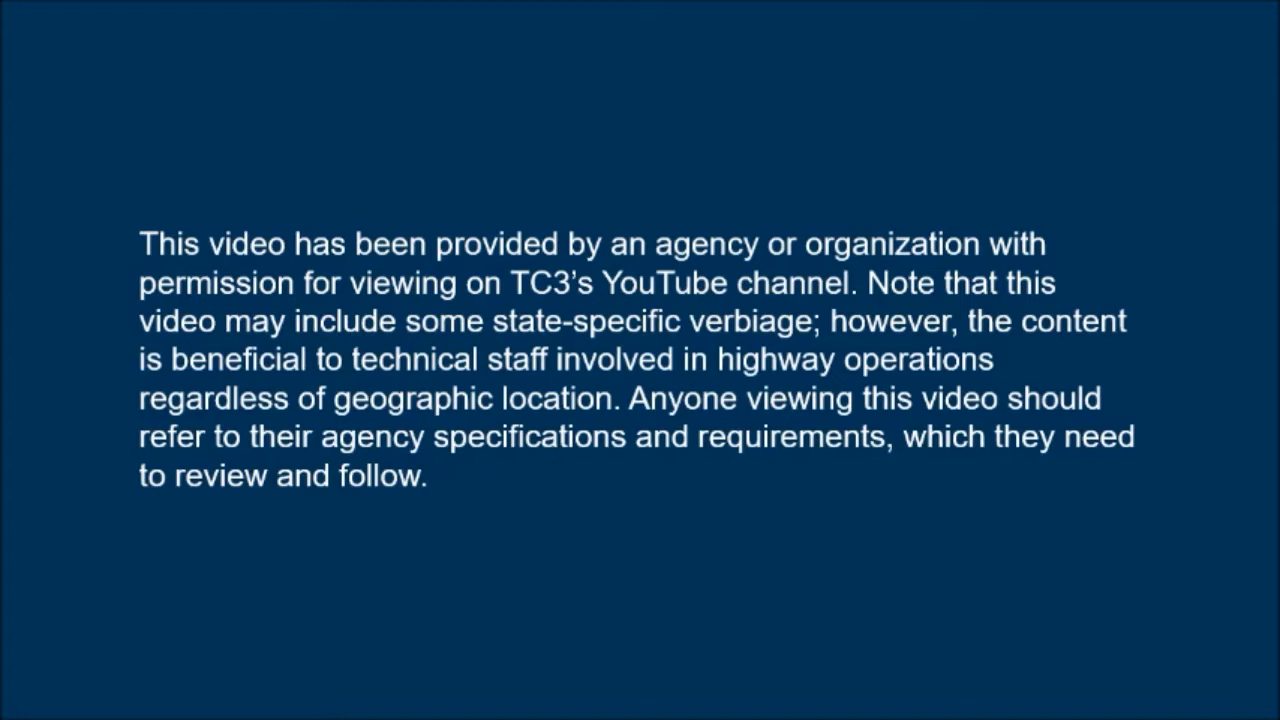 This video has been provided by an agency or organization with
permission for viewing on TC3’s YouTube channel. Note that this
video may include some state-specific verbiage; however, the content
is beneficial to technical staff involved in highway operations
regardless of geographic location. Anyone viewing this video should
refer to their agency specifications and requirements, which they need
to review and follow.